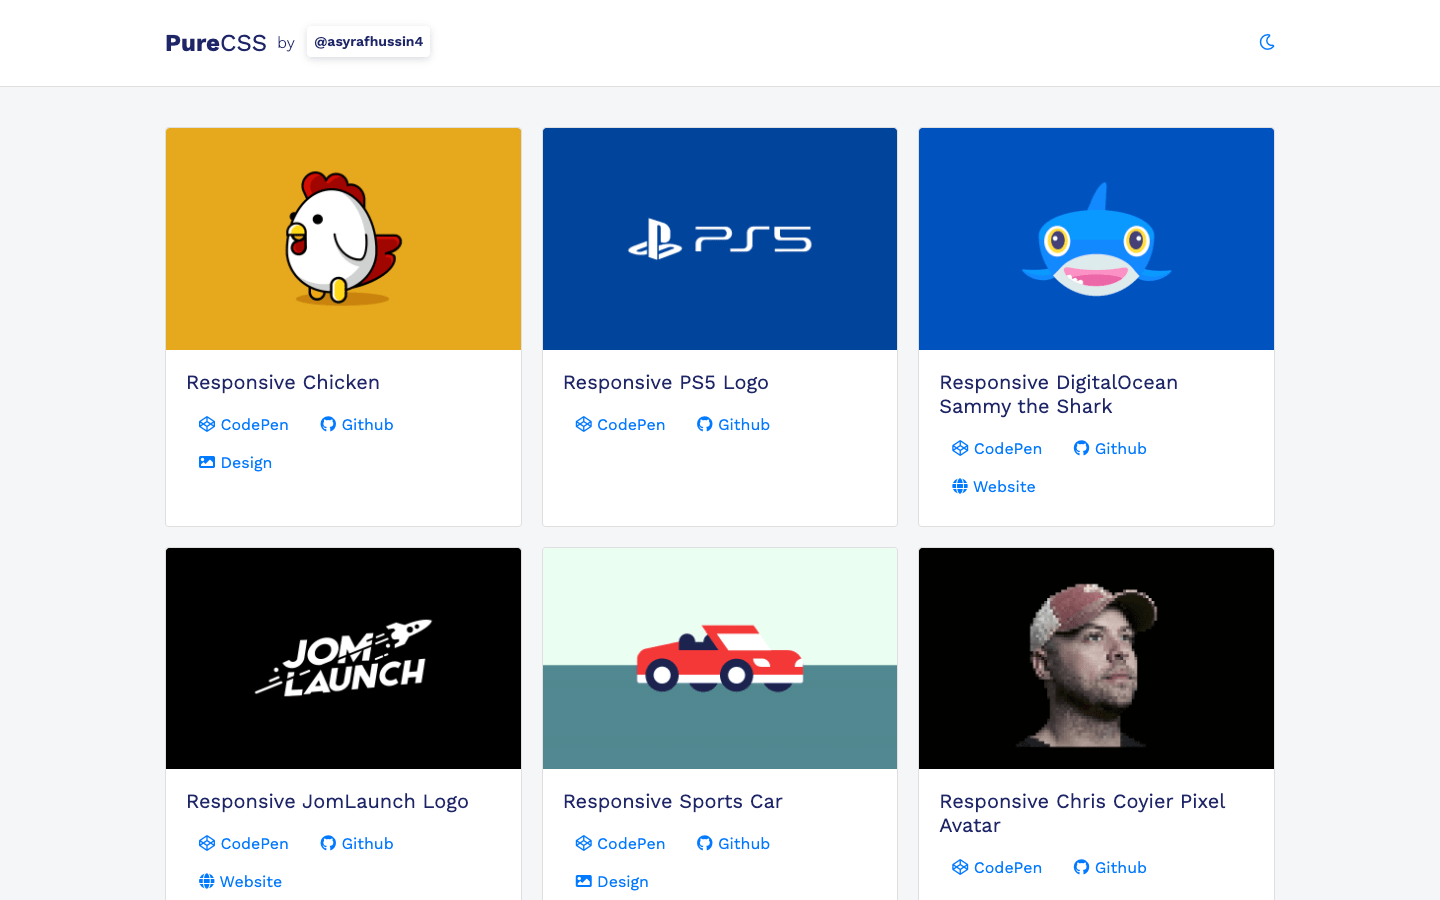 PureCSS by @asyrafhussin4
PS5
Responsive Chicken
CodePen Github
Design
Responsive PS5 Logo
CodePen Github
Responsive DigitalOcean
Sammy the Shark
CodePen Github
Website
JOM
LAUNCH
Responsive JomLaunch Logo
CodePen Github
Website
Responsive Sports Car
CodePen Github
Design
Responsive Chris Coyier Pixel
Avatar
CodePen Github